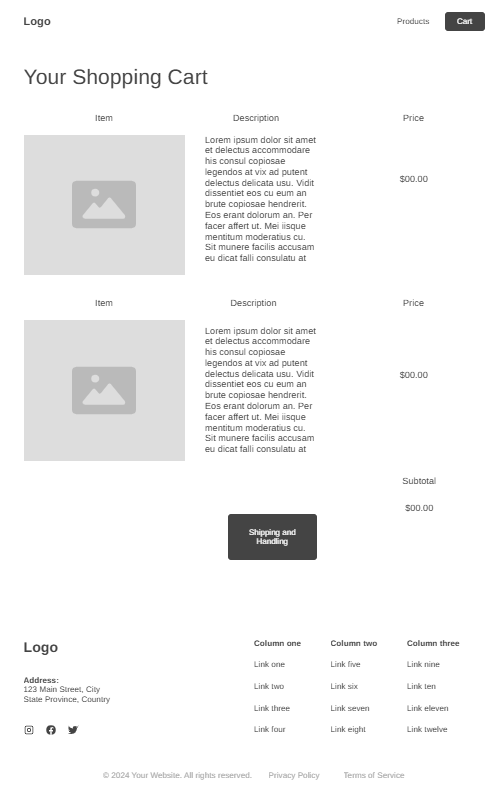 Logo
Products
Cart
Your Shopping Cart
Item
Description
Price
Lorem ipsum dolor sit amet
et delectus accommodare
his consul copiosae
legendos at vix ad putent
delectus delicata usu. Vidit
dissentiet eos cu eum an
brute copiosae hendrerit.
Eos erant dolorum an. Per
facer affert ut. Mei iisque
mentitum moderatius cu.
Sit munere facilis accusam
eu dicat falli consulatu at
$00.00
Item
Description
Price
Lorem ipsum dolor sit amet
et delectus accommodare
his consul copiosae
legendos at vix ad putent
delectus delicata usu. Vidit
dissentiet eos cu eum an
brute copiosae hendrerit.
Eos erant dolorum an. Per
facer affert ut. Mei iisque
mentitum moderatius cu.
Sit munere facilis accusam
eu dicat falli consulatu at
$00.00
Subtotal
$00.00
Shipping and
Handling
Logo
Address:
123 Main Street, City
State Province, Country
Column one
Link one
Link two
Link three
Link four
Column two
Link five
Link six
Link seven
Link eight
Column three
Link nine
Link ten
Link eleven
Link twelve
© 2024 Your Website. All rights reserved.
Privacy Policy
Terms of Service